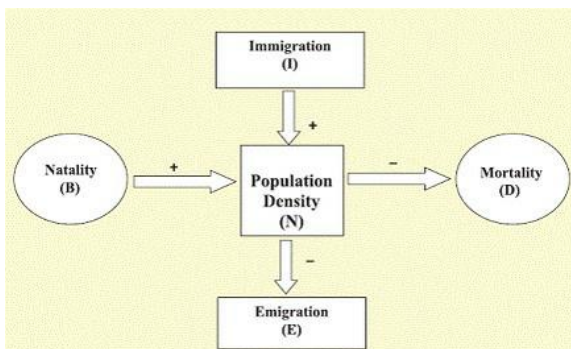 Immigration
(I)
+
Natality
(B)
+
Population
Density
(N)
–
Mortality
(D)
–
Emigration
(E)